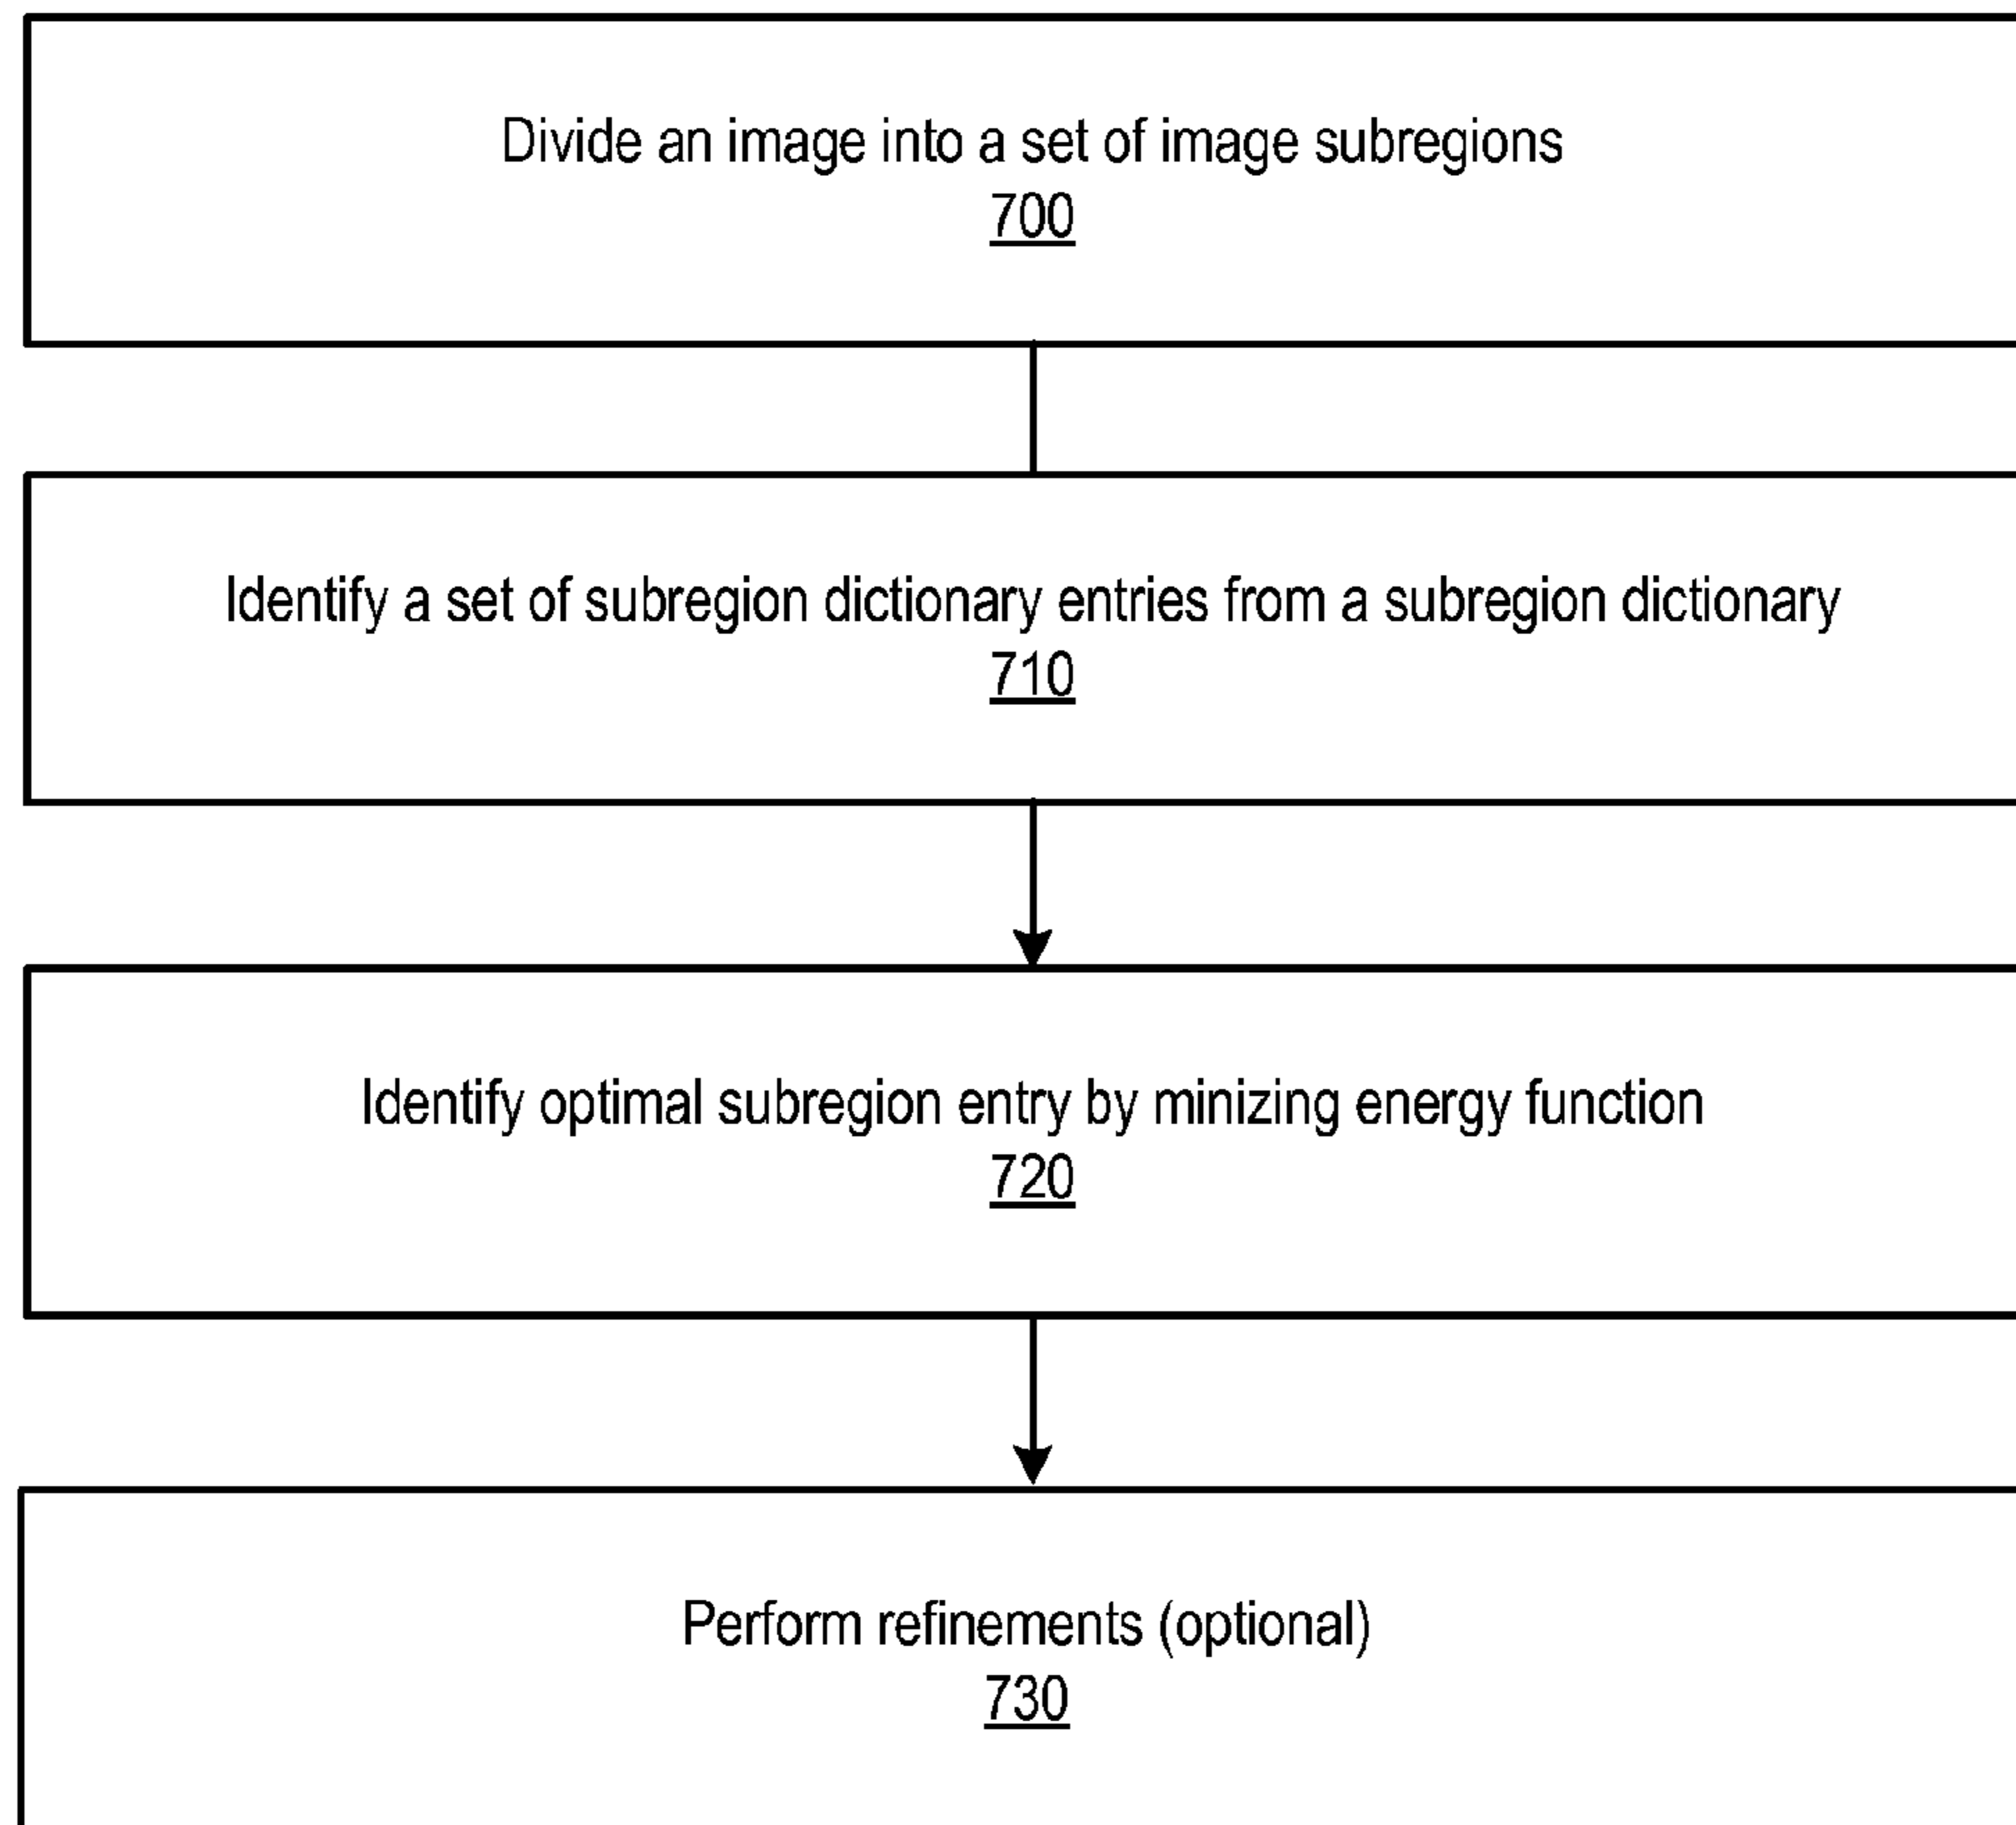 Divide an image into a set of image subregions
700
Identify a set of subregion dictionary entries from a subregion dictionary
710
Identify optimal subregion entry by minizing energy function
720
Perform refinements (optional)
730